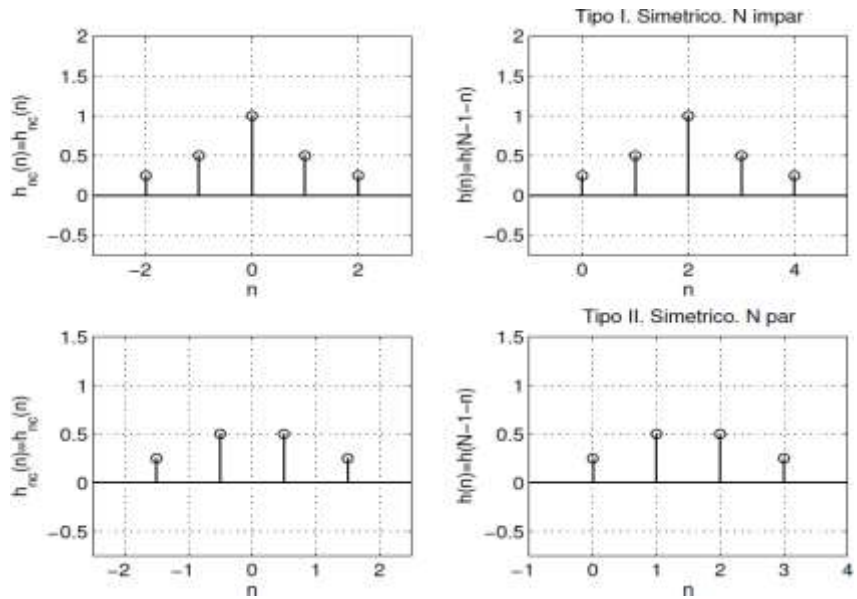 Tipo I. Simetrico. N impar
2
1.5
1
0.5
0
−0.5
h_nc(n)=h_nc(n)
−2 0 2
n
2
1.5
1
0.5
0
−0.5
h(n)=h(N−1−n)
0 2 4
n
Tipo II. Simetrico. N par
1.5
1
0.5
0
−0.5
h_nc(n)=h_nc(n)
−2 −1 0 1 2
n
1.5
1
0.5
0
−0.5
h(n)=h(N−1−n)
−1 0 1 2 3 4
n